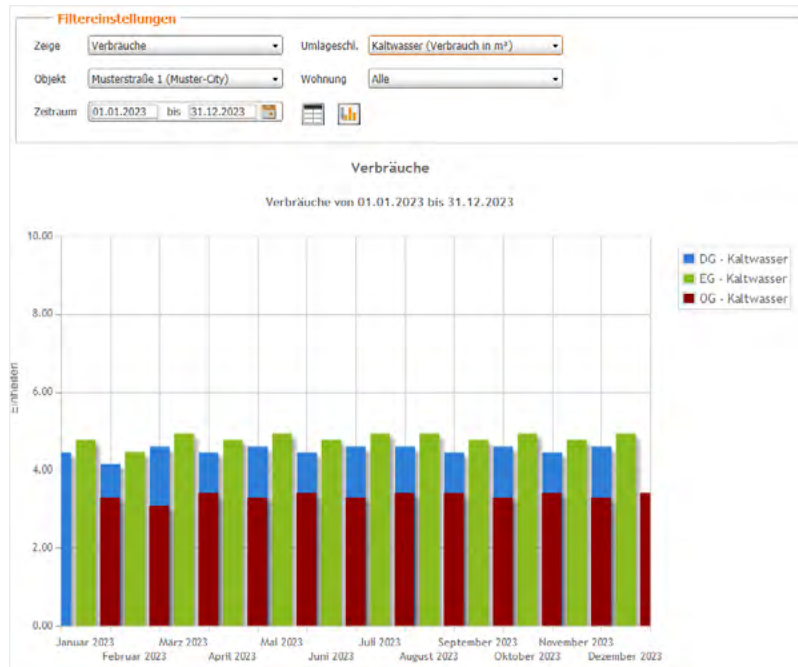 Filtereinstellungen
Zeige Verbräuche Umlageschl. Kaltwasser (Verbrauch in m³)
Objekt Musterstraße 1 (Muster-City) Wohnung Alle
Zeitraum 01.01.2023 bis 31.12.2023
Verbräuche
Verbräuche von 01.01.2023 bis 31.12.2023
10.00
8.00
6.00
4.00
2.00
0.00
Einheiten
DG - Kaltwasser
EG - Kaltwasser
OG - Kaltwasser
Januar 2023 März 2023 Mai 2023 Juli 2023 September 2023 November 2023
Februar 2023 April 2023 Juni 2023 August 2023 Oktober 2023 Dezember 2023